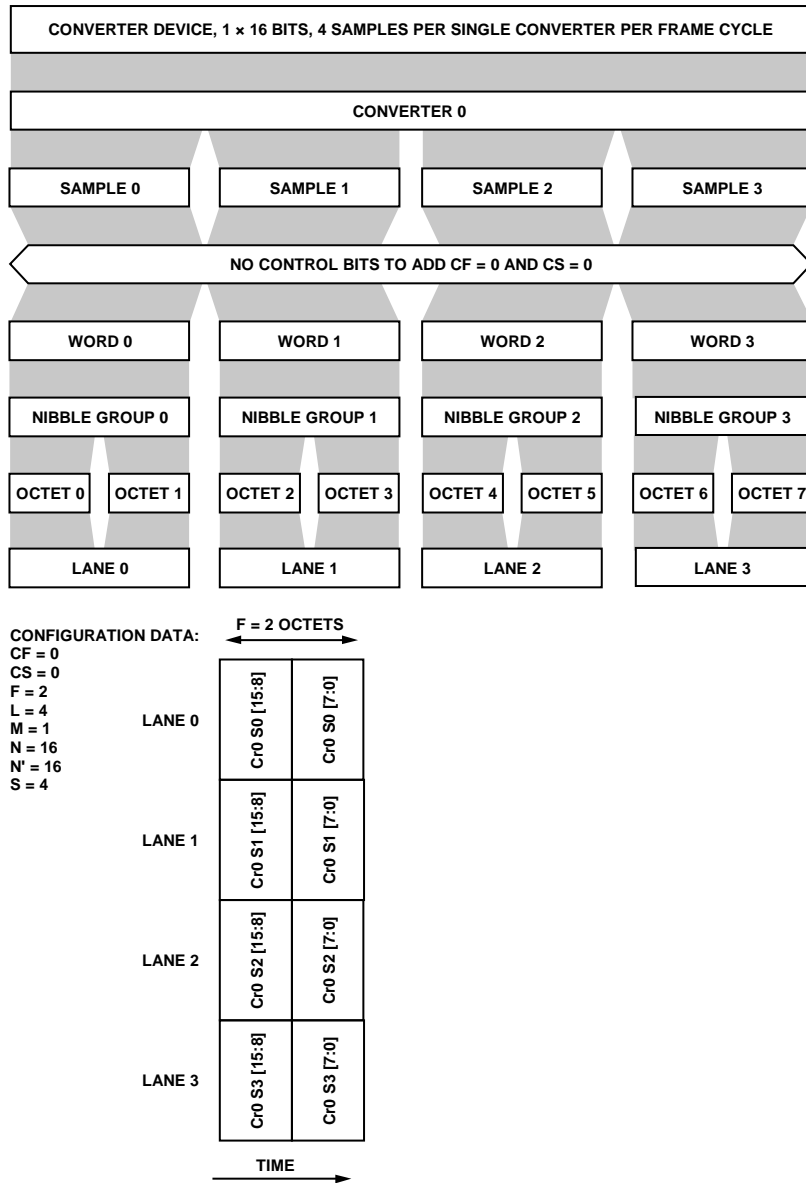 CONVERTER DEVICE, 1 × 16 BITS, 4 SAMPLES PER SINGLE CONVERTER PER FRAME CYCLE
CONVERTER 0
SAMPLE 0 SAMPLE 1 SAMPLE 2 SAMPLE 3
NO CONTROL BITS TO ADD CF = 0 AND CS = 0
WORD 0 WORD 1 WORD 2 WORD 3
NIBBLE GROUP 0 NIBBLE GROUP 1 NIBBLE GROUP 2 NIBBLE GROUP 3
OCTET 0 OCTET 1 OCTET 2 OCTET 3 OCTET 4 OCTET 5 OCTET 6 OCTET 7
LANE 0 LANE 1 LANE 2 LANE 3
CONFIGURATION DATA:
CF = 0
CS = 0
F = 2
L = 4
M = 1
N = 16
N' = 16
S = 4
F = 2 OCTETS
LANE 0
Cr0 S0 [15:8]
Cr0 S0 [7:0]
LANE 1
Cr0 S1 [15:8]
Cr0 S1 [7:0]
LANE 2
Cr0 S2 [15:8]
Cr0 S2 [7:0]
LANE 3
Cr0 S3 [15:8]
Cr0 S3 [7:0]
TIME